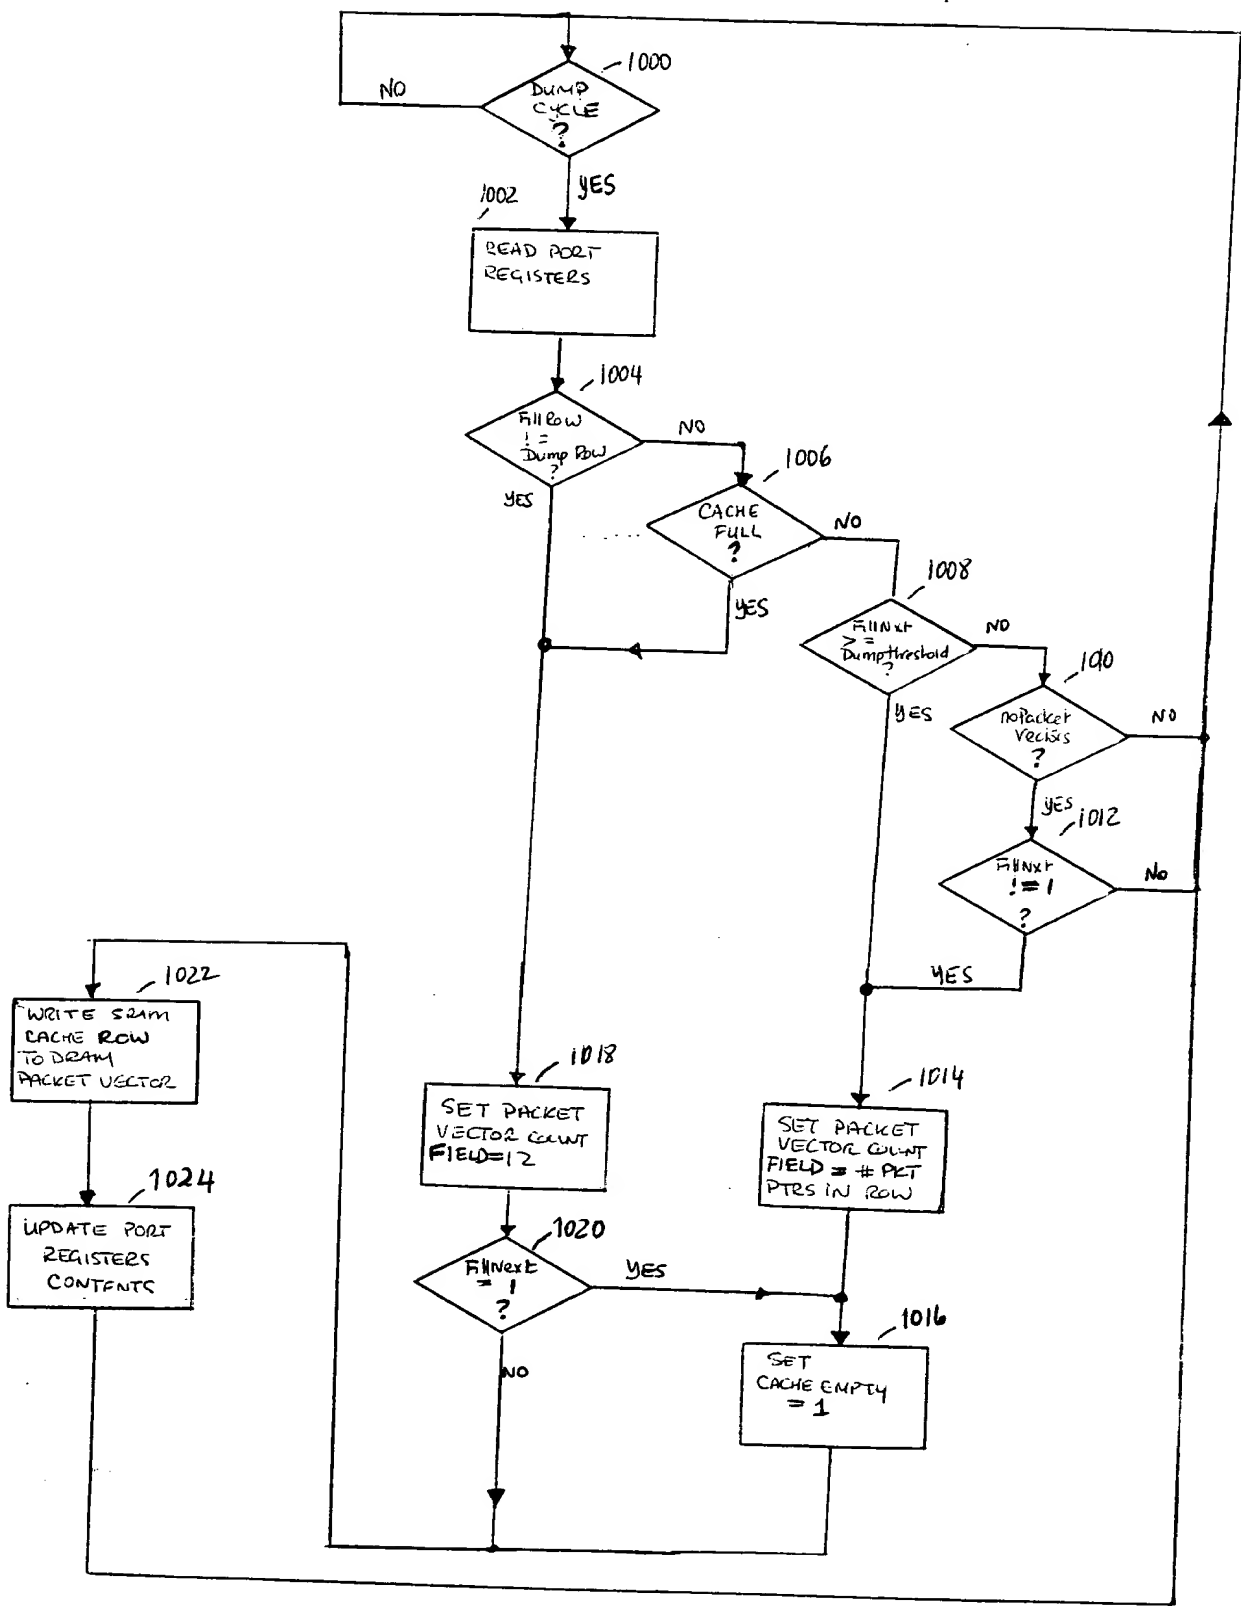 1000
NO
DUMP
CYCLE
?
YES
1002
READ PORT
REGISTERS
1004
FillRow
! =
Dump Row
?
NO
YES
1006
CACHE
FULL
?
NO
YES
1008
FillNxt
> =
Dumpthreshold
?
NO
YES
1010
noPacket
Vectors
?
NO
YES
1012
FillNxt
! = 1
?
No
YES
1022
WRITE SRAM
CACHE ROW
TO DRAM
PACKET VECTOR
1018
SET PACKET
VECTOR COUNT
FIELD=12
1014
SET PACKET
VECTOR COUNT
FIELD = # PKT
PTRS IN ROW
1024
UPDATE PORT
REGISTERS
CONTENTS
1020
FillNext
= 1
?
YES
NO
1016
SET
CACHE EMPTY
= 1